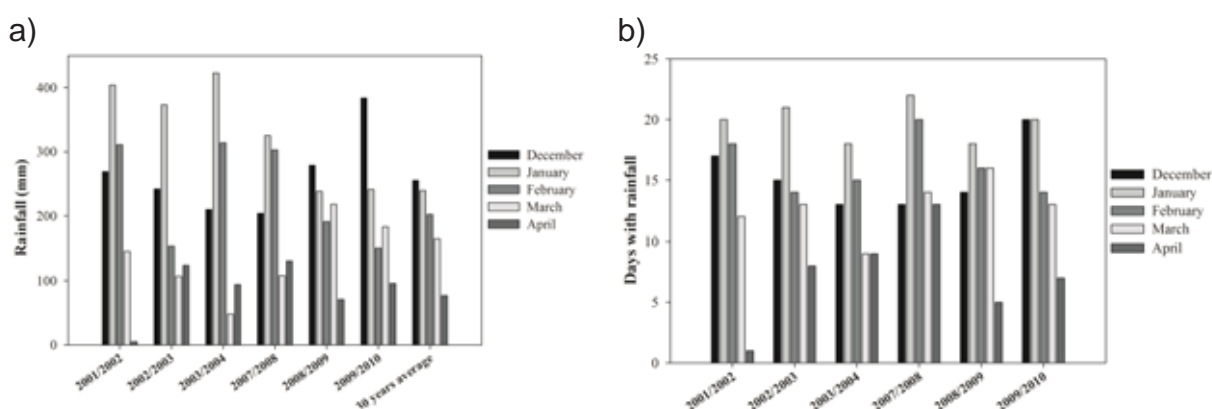 a)
Rainfall (mm)
400
300
200
100
0
2001/2002
2002/2003
2003/2004
2007/2008
2008/2009
2009/2010
30 years average
December
January
February
March
April
b)
Days with rainfall
25
20
15
10
5
0
2001/2002
2002/2003
2003/2004
2007/2008
2008/2009
2009/2010
December
January
February
March
April